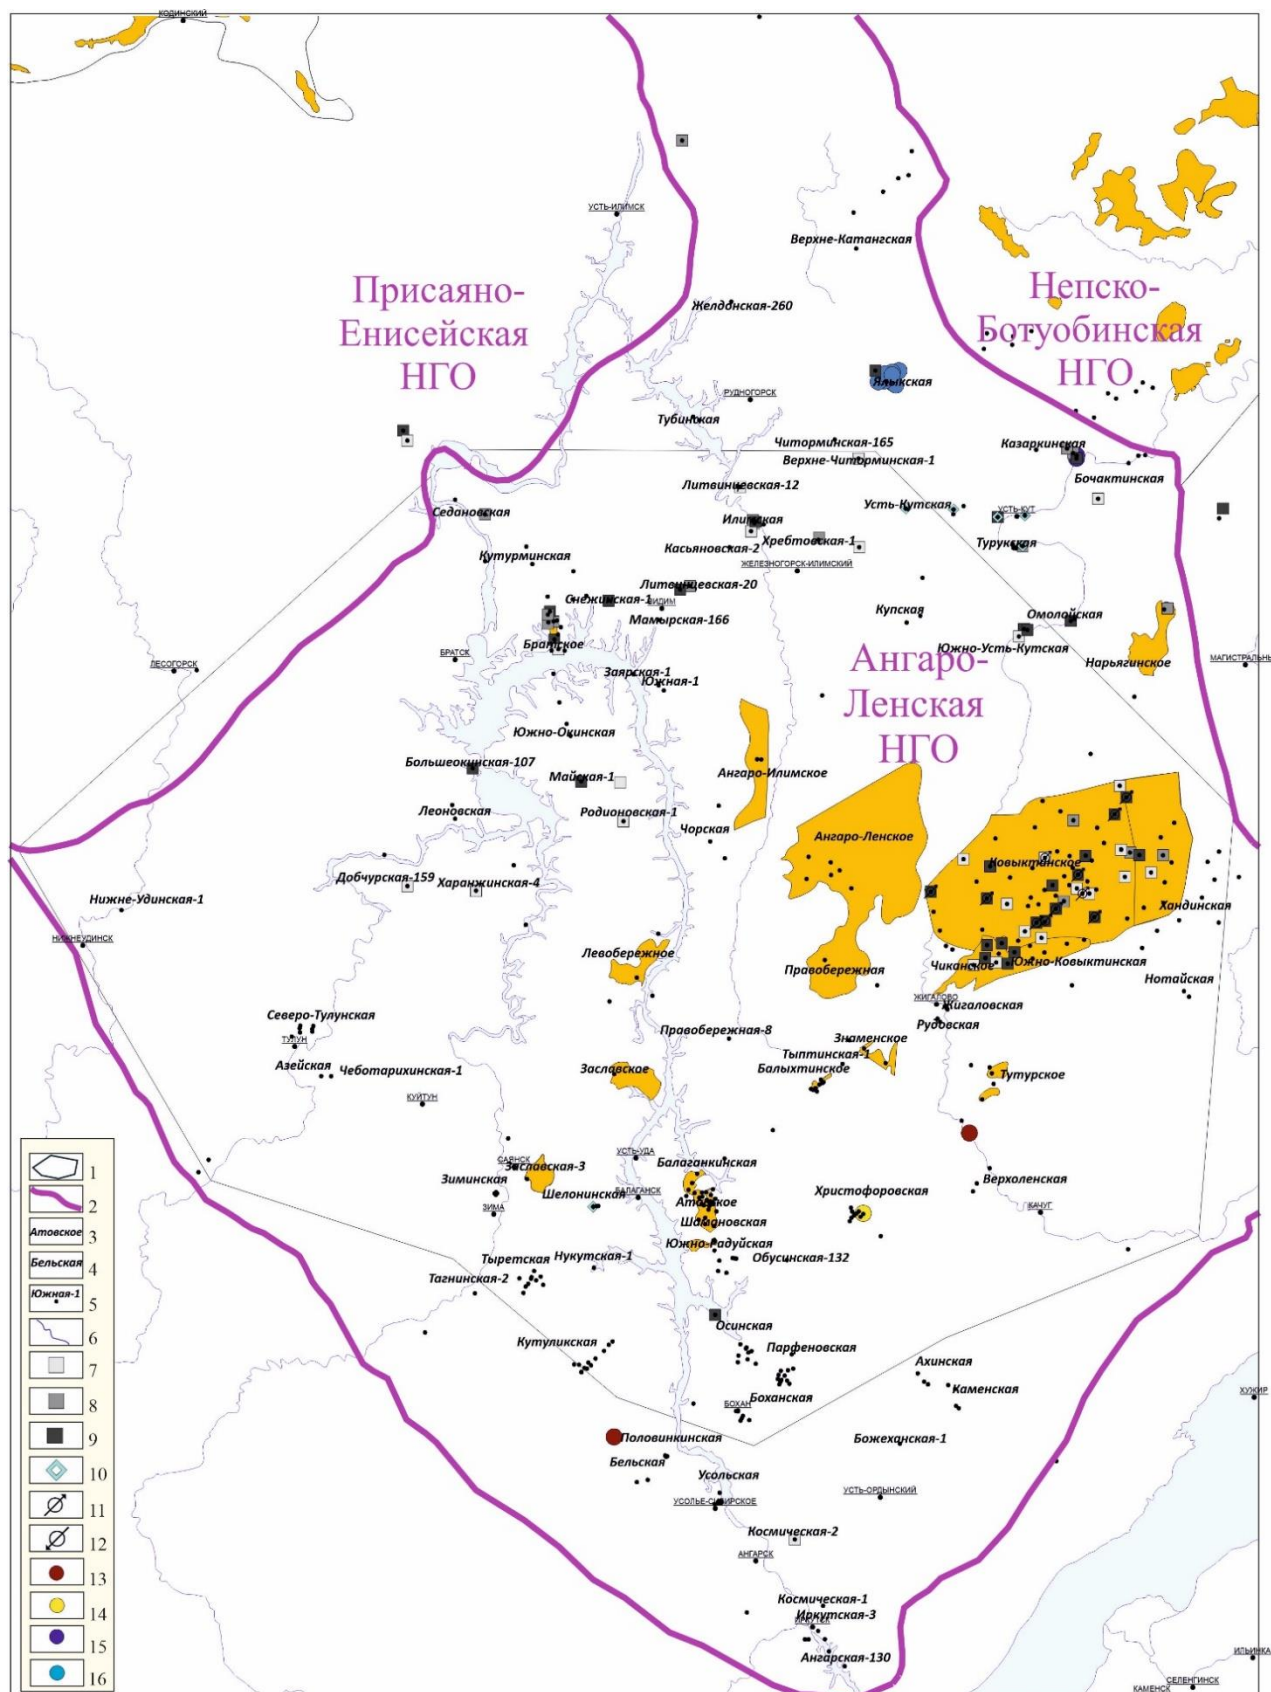 КОДИНСКИЙ
УСТЬ-ИЛИМСК
Верхне-Катангская
Присаяно-
Енисейская
НГО
Непско-
Ботуобинская
НГО
Желдонская-260
Ялыкская
РУДНОГОРСК
Тубинская
Читорминская-165
Верхне-Читорминская-1
Казаркинская
Бочактинская
Литвинцевская-12
Седановская
Усть-Кутская
УСТЬ-КУТ
Илимская
Хребтовская-1
Касьяновская-2
Турукская
Кутурминская
ЖЕЛЕЗНОГОРСК-ИЛИМСКИЙ
Литвинцевская-20
Снежинская-1
ВИДИМ
Мамырская-166
Купская
Омолойская
Южно-Усть-Кутская
Братское
БРАТСК
Нарьягинское
МАГИСТРАЛЬНЫ
ЛЕСОГОРСК
Заярская-1
Южная-1
Ангаро-
Ленская
НГО
Южно-Окинская
Большеокинская-107
Майская-1
Ангаро-Илимское
Леоновская
Родионовская-1
Чорская
Ангаро-Ленское
Ковыктинское
Добчурская-159
Харанжинская-4
Нижне-Удинская-1
Хандинская
НИЖНЕУДИНСК
Левобережное
Правобережная
Чиканское
Южно-Ковыктинская
Нотайская
ЖИГАЛОВО
Жигаловская
Рудовская
Северо-Тулунская
ТУЛУН
Правобережная-8
Знаменское
Тыптинская-1
Балыхтинское
Азейская
Чеботарихинская-1
Заславское
Тутурское
КУЙТУН
УСТЬ-УДА
САЯНСК
Заславская-3
Балаганкинская
Зиминская
ЗИМА
Шелонинская
БАЛАГАНСК
Атовское
Шамановская
Христофоровская
Верхоленская
КАЧУГ
Южно-Радуйская
Тыретская
Нукутская-1
Обусинская-132
Тагнинская-2
Осинская
Кутуликская
Парфеновская
Ахинская
Каменская
Боханская
БОХАН
ХУЖИР
Половинкинская
Божеханская-1
Бельская
Усольская
УСОЛЬЕ-СИБИРСКОЕ
УСТЬ-ОРДЫНСКИЙ
Космическая-2
АНГАРСК
Космическая-1
Иркутская-3
ИРКУТСК
Ангарская-130
ИЛЬИНКА
СЕЛЕНГИНСК
КАМЕНСК
1
2
Атовское 3
Бельская 4
Южная-1 5
6
7
8
9
10
11
12
13
14
15
16